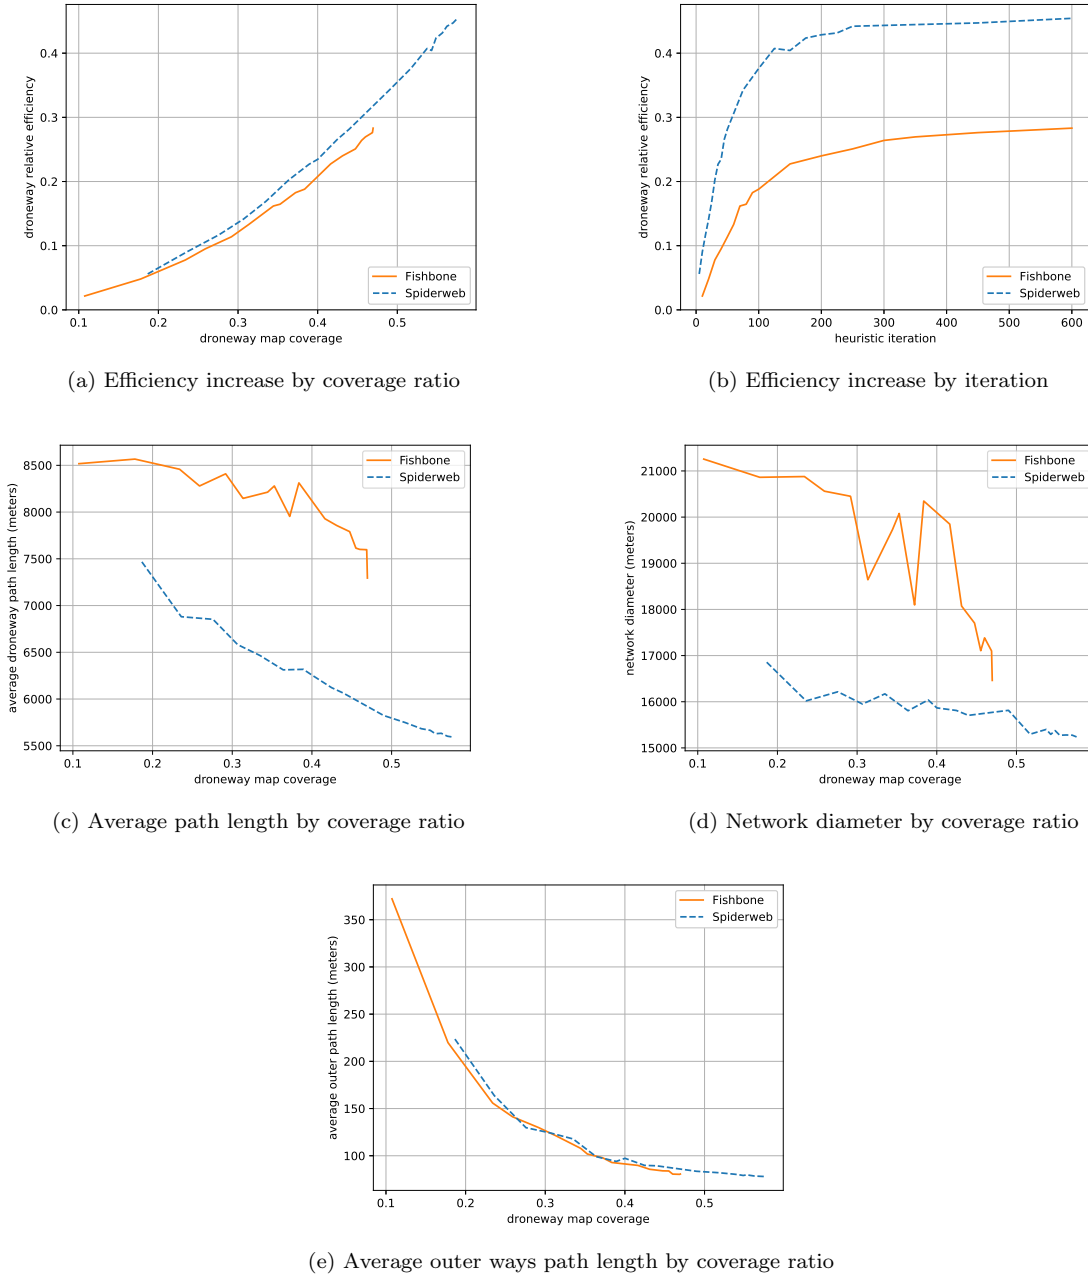 0.4
0.3
0.2
0.1
0.0
droneway relative efficiency
Fishbone
Spiderweb
0.1 0.2 0.3 0.4 0.5
droneway map coverage
(a) Efficiency increase by coverage ratio
0.4
0.3
0.2
0.1
0.0
droneway relative efficiency
Fishbone
Spiderweb
0 100 200 300 400 500 600
heuristic iteration
(b) Efficiency increase by iteration
8500
8000
7500
7000
6500
6000
5500
average droneway path length (meters)
Fishbone
Spiderweb
0.1 0.2 0.3 0.4 0.5
droneway map coverage
(c) Average path length by coverage ratio
21000
20000
19000
18000
17000
16000
15000
network diameter (meters)
Fishbone
Spiderweb
0.1 0.2 0.3 0.4 0.5
droneway map coverage
(d) Network diameter by coverage ratio
350
300
250
200
150
100
average outer path length (meters)
Fishbone
Spiderweb
0.1 0.2 0.3 0.4 0.5
droneway map coverage
(e) Average outer ways path length by coverage ratio